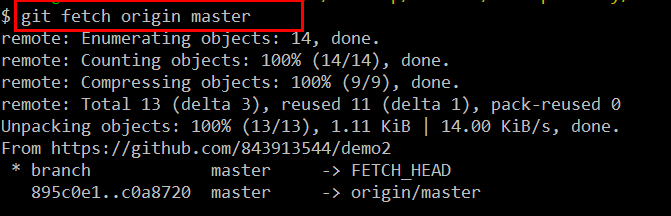 $ git fetch origin master
remote: Enumerating objects: 14, done.
remote: Counting objects: 100% (14/14), done.
remote: Compressing objects: 100% (9/9), done.
remote: Total 13 (delta 3), reused 11 (delta 1), pack-reused 0
Unpacking objects: 100% (13/13), 1.11 KiB | 14.00 KiB/s, done.
From https://github.com/843913544/demo2
 * branch            master     -> FETCH_HEAD
   895c0e1..c0a8720  master     -> origin/master